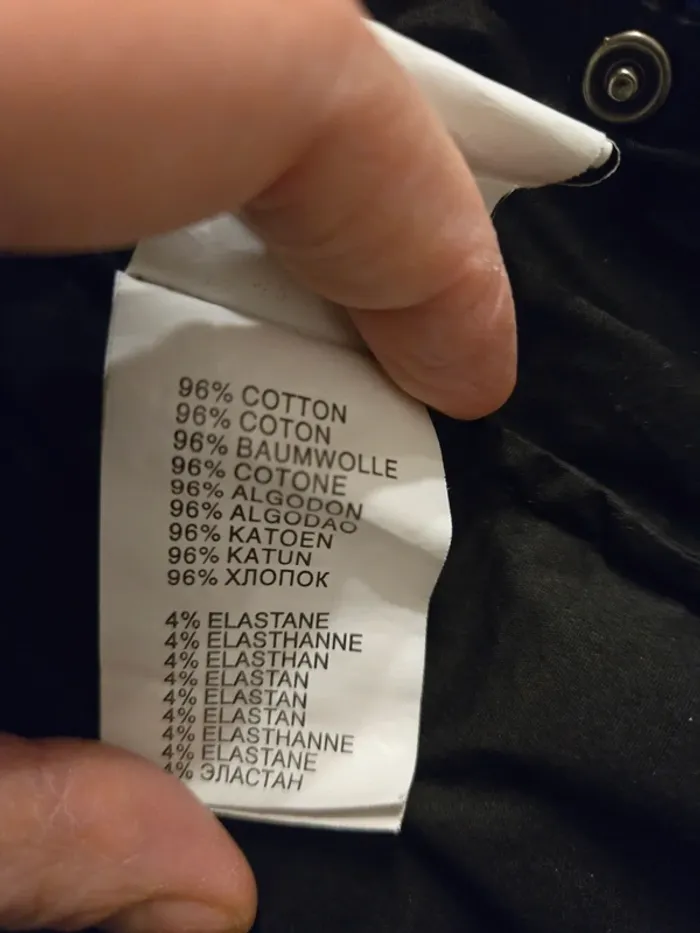 96% COTTON
96% COTON
96% BAUMWOLLE
96% COTONE
96% ALGODON
96% ALGODAO
96% KATOEN
96% KATUN
96% ХЛОПОК
4% ELASTANE
4% ELASTHANNE
4% ELASTHAN
4% ELASTAN
4% ELASTAN
4% ELASTAN
4% ELASTHANNE
4% ELASTANE
4% ЭЛАСТАН